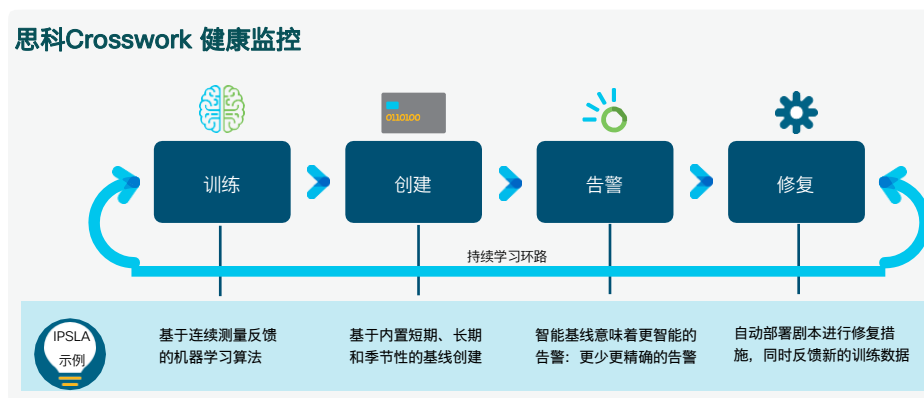 思科Crosswork 健康监控
0110100
训练
创建
告警
修复
持续学习环路
IPSLA
示例
基于连续测量反馈
的机器学习算法
基于内置短期、长期
和季节性的基线创建
智能基线意味着更智能的
告警：更少更精确的告警
自动部署剧本进行修复措
施，同时反馈新的训练数据